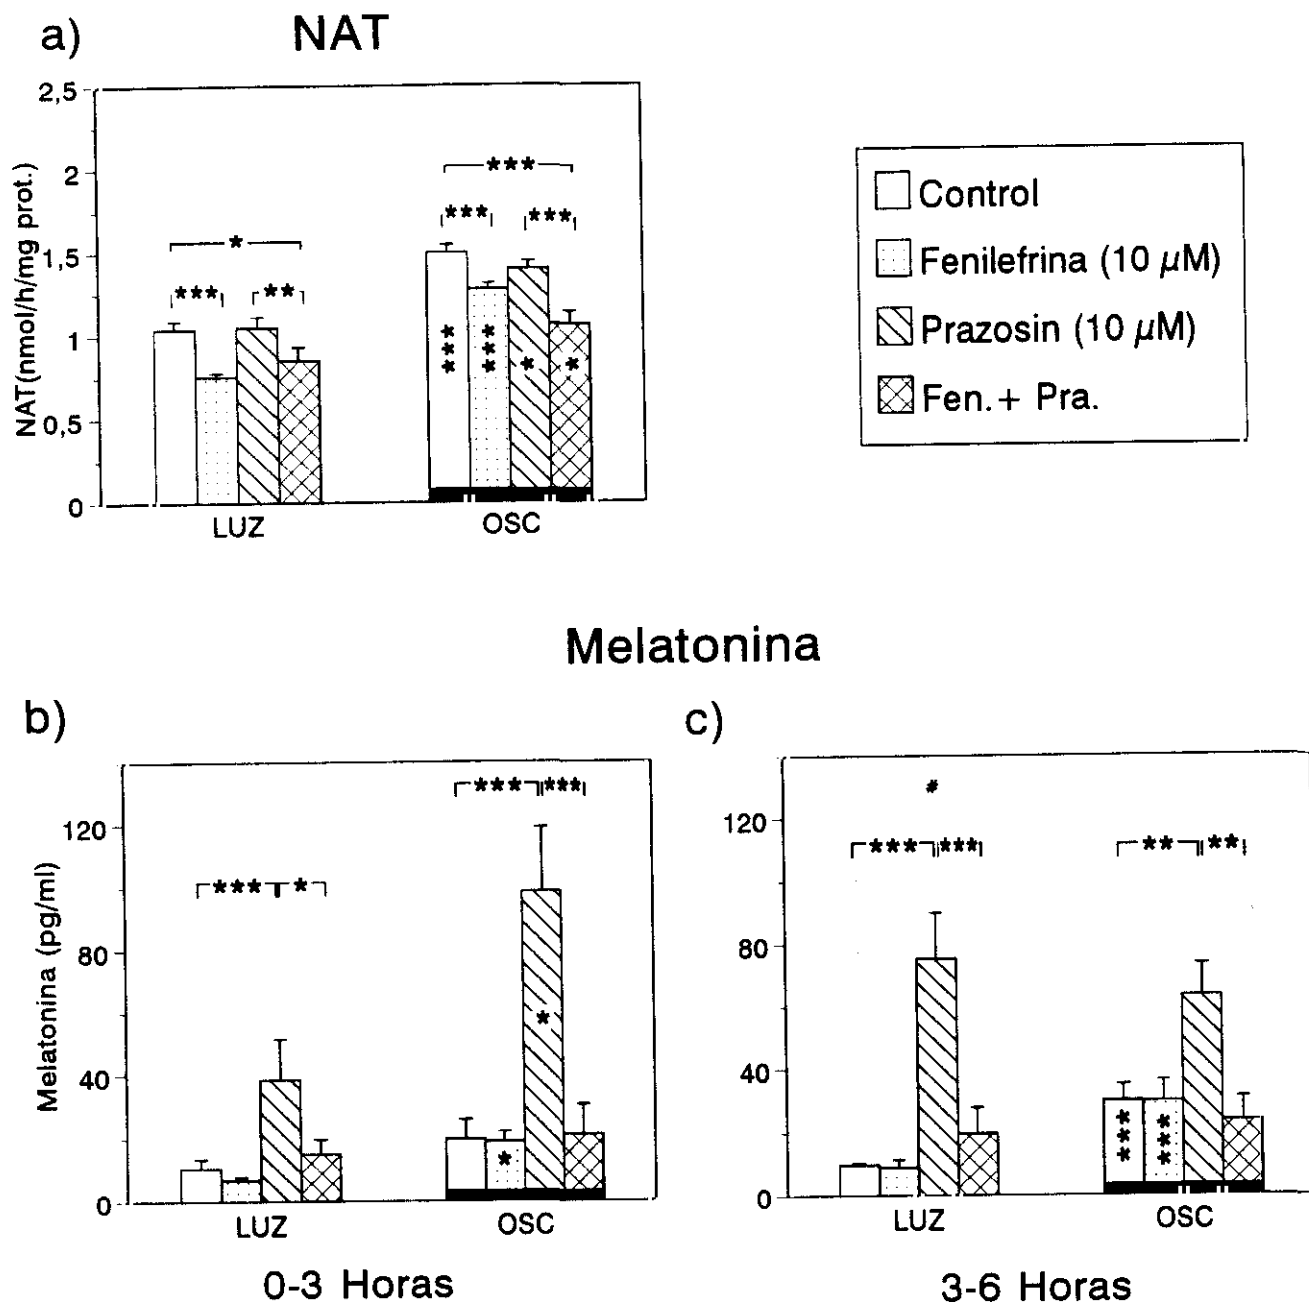 a)
NAT
NAT(nmol/h/mg prot.)
2,5
2
1,5
1
0,5
0
*
***
**
***
***
***
***
***
*
*
LUZ
OSC
Control
Fenilefrina (10 µM)
Prazosin (10 µM)
Fen.+ Pra.
Melatonina
b)
Melatonina (pg/ml)
120
80
40
0
***
*
***
***
*
*
LUZ
OSC
0-3 Horas
c)
120
80
40
0
#
***
***
**
**
***
***
LUZ
OSC
3-6 Horas